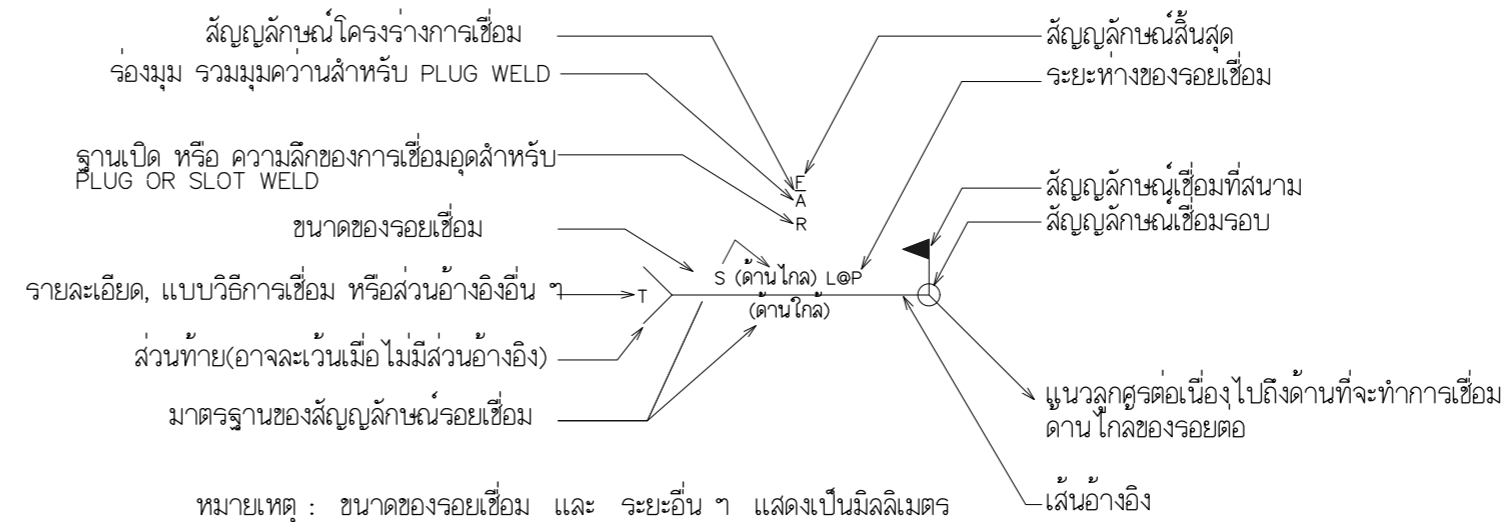 สัญญลักษณ์โครงร่างการเชื่อม
ร่องมุม รวมมุมคว่านสำหรับ PLUG WELD
ฐานเปิด หรือ ความลึกของการเชื่อมอุดสำหรับ
PLUG OR SLOT WELD
ขนาดของรอยเชื่อม
รายละเอียด, แบบวิธีการเชื่อม หรือส่วนอ้างอิงอื่น ๆ
ส่วนท้าย(อาจละเว้นเมื่อไม่มีส่วนอ้างอิง)
มาตรฐานของสัญญลักษณ์รอยเชื่อม
F
A
R
S (ด้านไกล) L@P
(ด้านใกล้)
T
สัญญลักษณ์สิ้นสุด
ระยะห่างของรอยเชื่อม
สัญญลักษณ์เชื่อมที่สนาม
สัญญลักษณ์เชื่อมรอบ
แนวลูกศรต่อเนื่องไปถึงด้านที่จะทำการเชื่อม
ด้านใกล้ของรอยต่อ
เส้นอ้างอิง
หมายเหตุ : ขนาดของรอยเชื่อม และ ระยะอื่น ๆ แสดงเป็นมิลลิเมตร